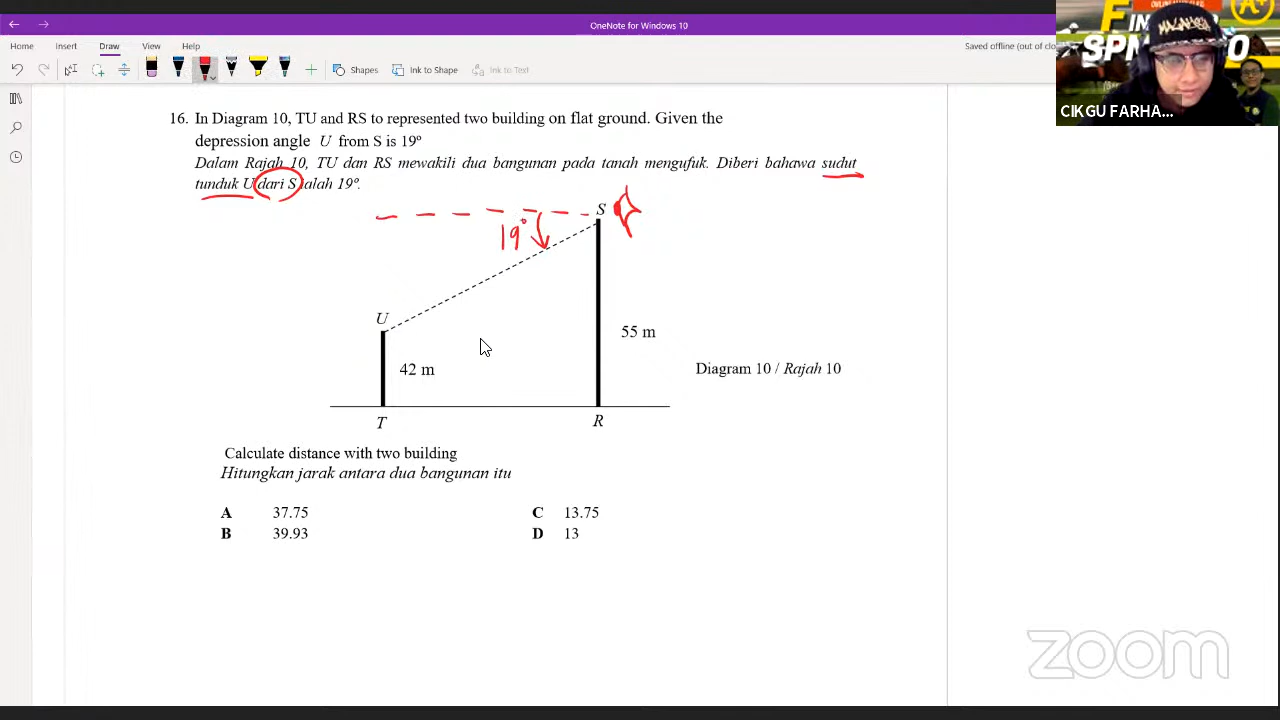 OneNote for Windows 10
Home Insert Draw View Help
Saved offline (out of
Shapes Ink to Shape Ink to Text
CIKGU FARHA...
MALAYSIA
A+
16. In Diagram 10, TU and RS to represented two building on flat ground. Given the
depression angle U from S is 19º
Dalam Rajah 10, TU dan RS mewakili dua bangunan pada tanah mengufuk. Diberi bahawa sudut
tunduk U dari S ialah 19º.
S
19°
U
55 m
42 m
Diagram 10 / Rajah 10
T R
Calculate distance with two building
Hitungkan jarak antara dua bangunan itu
A 37.75 C 13.75
B 39.93 D 13
zoom